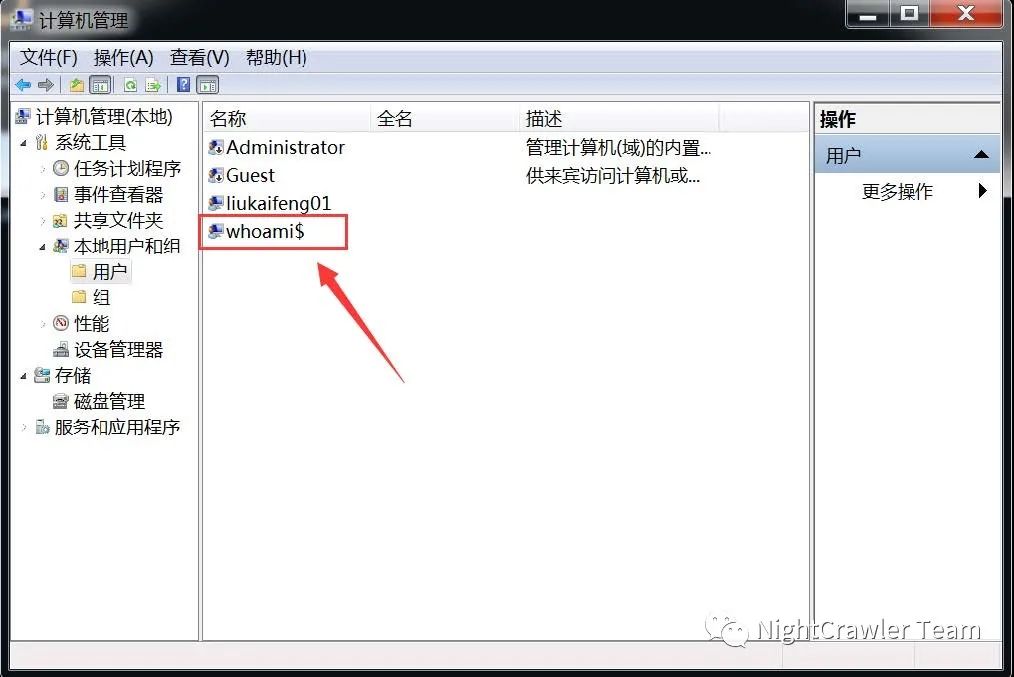 计算机管理
文件(F) 操作(A) 查看(V) 帮助(H)
计算机管理(本地)
系统工具
任务计划程序
事件查看器
共享文件夹
本地用户和组
用户
组
性能
设备管理器
存储
磁盘管理
服务和应用程序
名称 全名 描述
Administrator 管理计算机(域)的内置...
Guest 供来宾访问计算机或...
liukaifeng01
whoami$
操作
用户
更多操作
NightCrawler Team